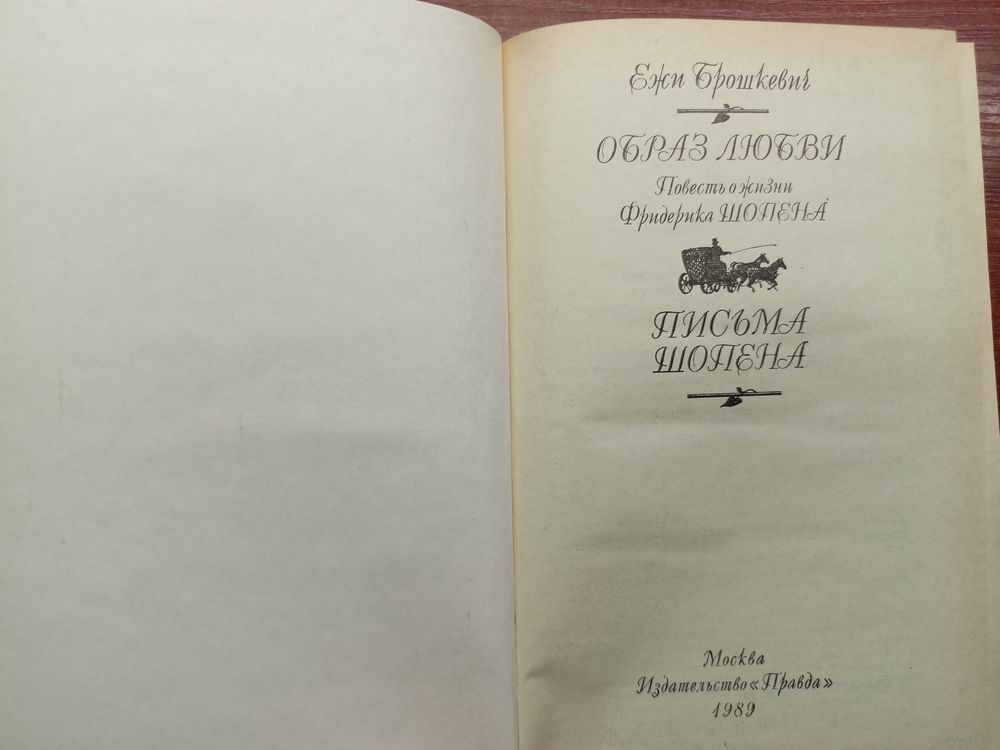 Ежи Брошкевич
ОБРАЗ ЛЮБВИ
Повесть о жизни
Фридерика ШОПЕНА
ПИСЬМА
ШОПЕНА
Москва
Издательство «Правда»
1989